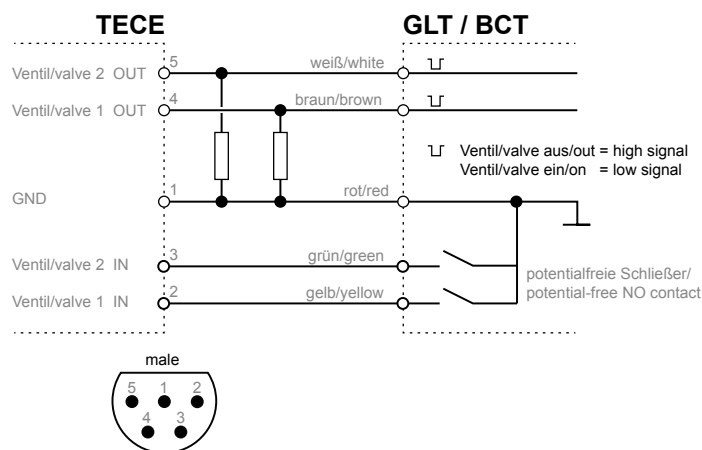 TECE
GLT / BCT
Ventil/valve 2 OUT 5 weiß/white
Ventil/valve 1 OUT 4 braun/brown
Ventil/valve aus/out = high signal
Ventil/valve ein/on = low signal
GND 1 rot/red
Ventil/valve 2 IN 3 grün/green
potentialfreie Schließer/
potential-free NO contact
Ventil/valve 1 IN 2 gelb/yellow
male
5 1 2
4 3